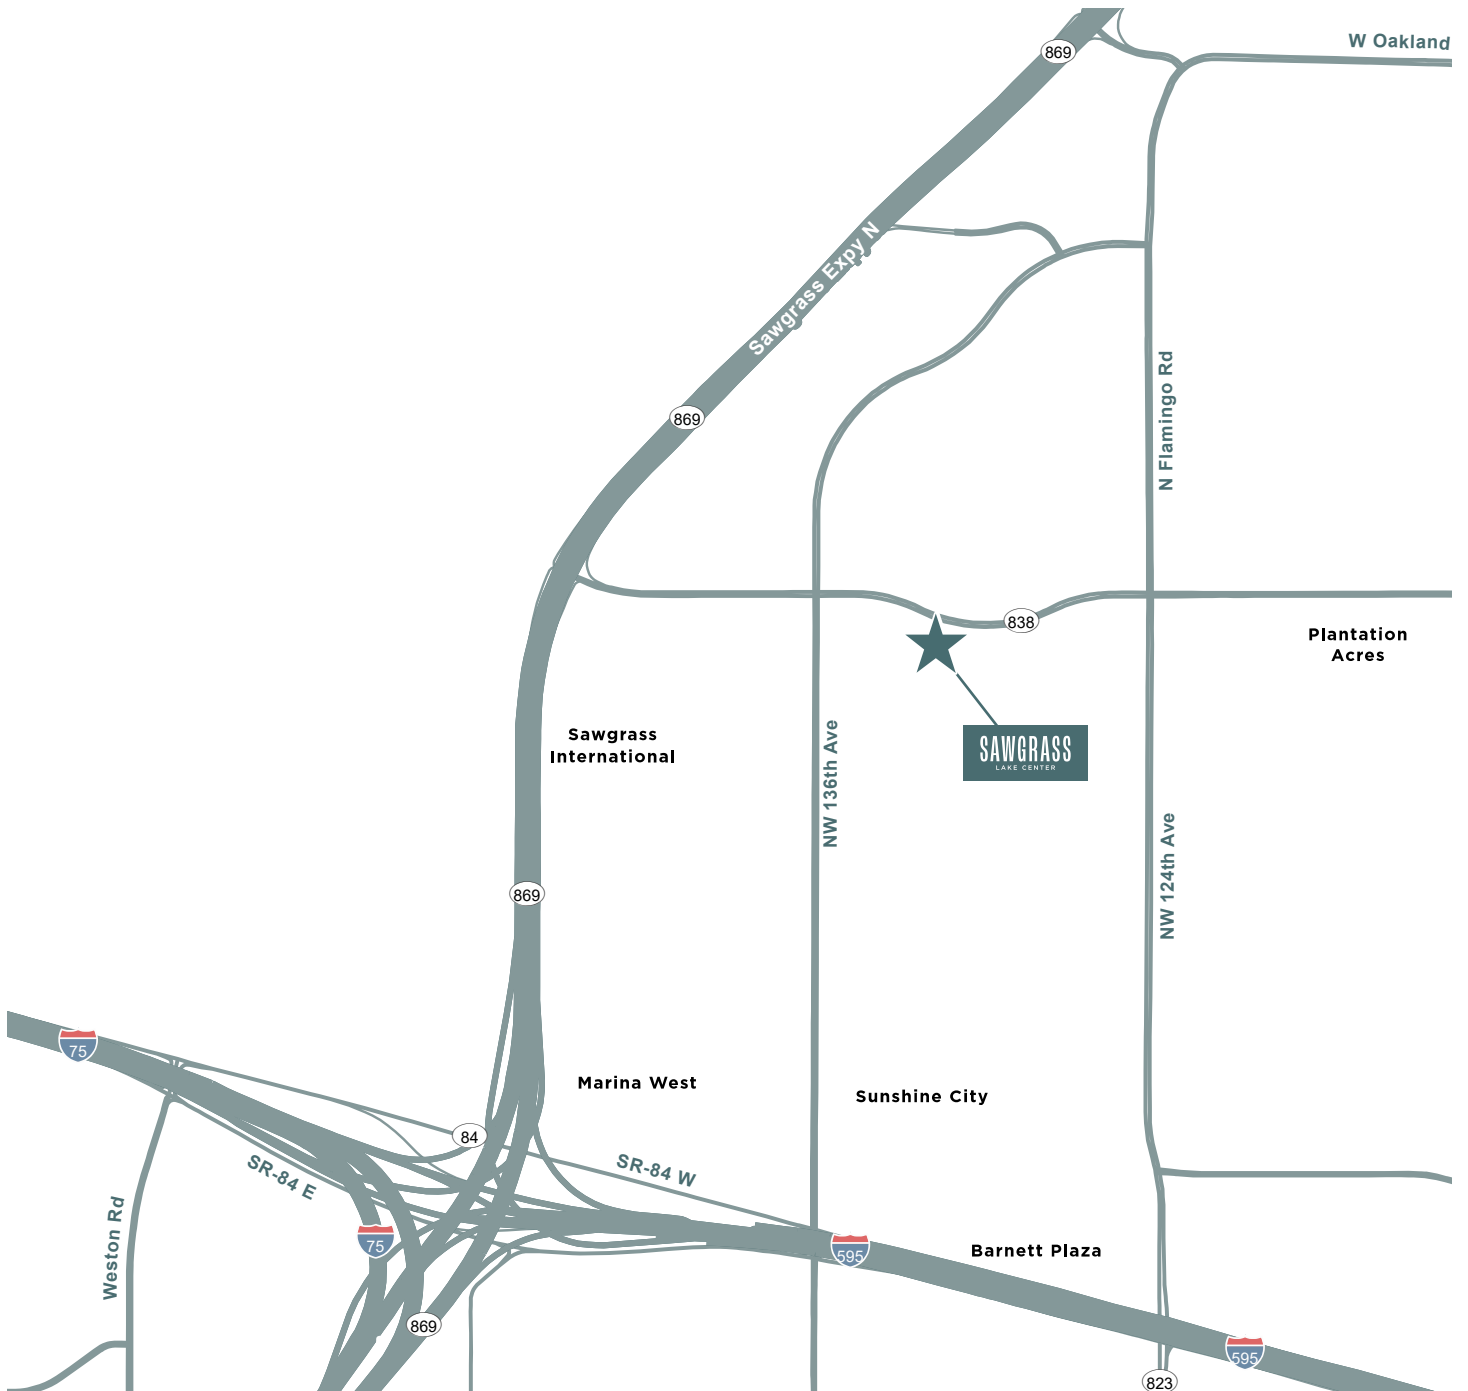 W Oakland
869
Sawgrass Expy N
869
N Flamingo Rd
838
Plantation
Acres
Sawgrass
International
SAWGRASS
LAKE CENTER
NW 136th Ave
NW 124th Ave
869
75
Marina West
Sunshine City
84
SR-84 E
SR-84 W
Weston Rd
75
595
Barnett Plaza
869
595
823